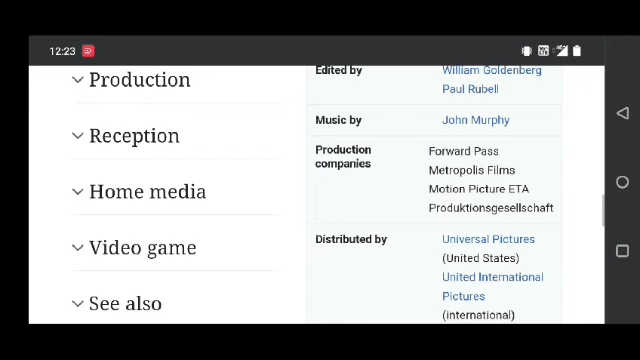 12:23
Production
Reception
Home media
Video game
See also
Edited by
William Goldenberg
Paul Rubell
Music by
John Murphy
Production
companies
Forward Pass
Metropolis Films
Motion Picture ETA
Produktionsgesellschaft
Distributed by
Universal Pictures
(United States)
United International
Pictures
(international)